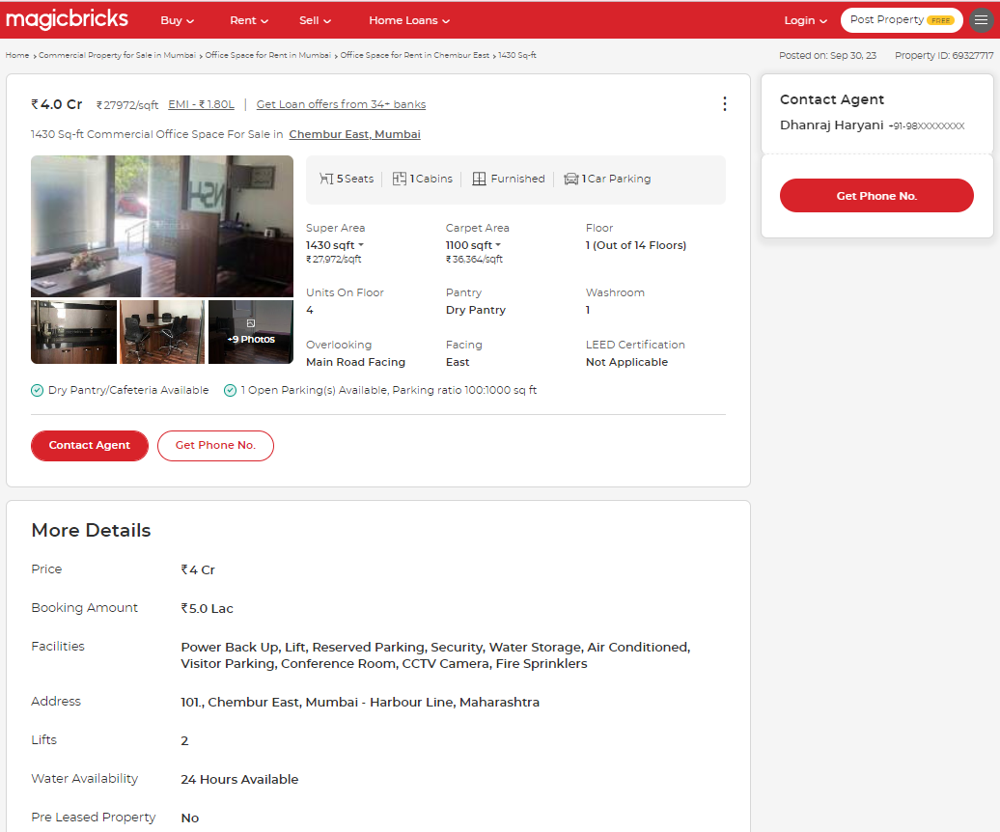 magicbricks
Buy Rent Sell Home Loans Login Post Property FREE
Home Commercial Property for Sale in Mumbai Office Space for Rent in Mumbai Office Space for Rent in Chembur East 1430 Sq-ft
Posted on: Sep 30, 23 Property ID: 69327717
₹4.0 Cr ₹27972/sqft EMI - ₹1.80L | Get Loan offers from 34+ banks
1430 Sq-ft Commercial Office Space For Sale in Chembur East, Mumbai
5 Seats 1 Cabins Furnished 1 Car Parking
Super Area Carpet Area Floor
1430 sqft 1100 sqft 1 (Out of 14 Floors)
₹27,972/sqft ₹36,364/sqft
Units On Floor Pantry Washroom
4 Dry Pantry 1
+9 Photos
Overlooking Facing LEED Certification
Main Road Facing East Not Applicable
Dry Pantry/Cafeteria Available 1 Open Parking(s) Available, Parking ratio 100:1000 sq ft
Contact Agent Get Phone No.
Contact Agent
Dhanraj Haryani +91-98XXXXXXXX
Get Phone No.
More Details
Price ₹4 Cr
Booking Amount ₹5.0 Lac
Facilities Power Back Up, Lift, Reserved Parking, Security, Water Storage, Air Conditioned,
Visitor Parking, Conference Room, CCTV Camera, Fire Sprinklers
Address 101., Chembur East, Mumbai - Harbour Line, Maharashtra
Lifts 2
Water Availability 24 Hours Available
Pre Leased Property No